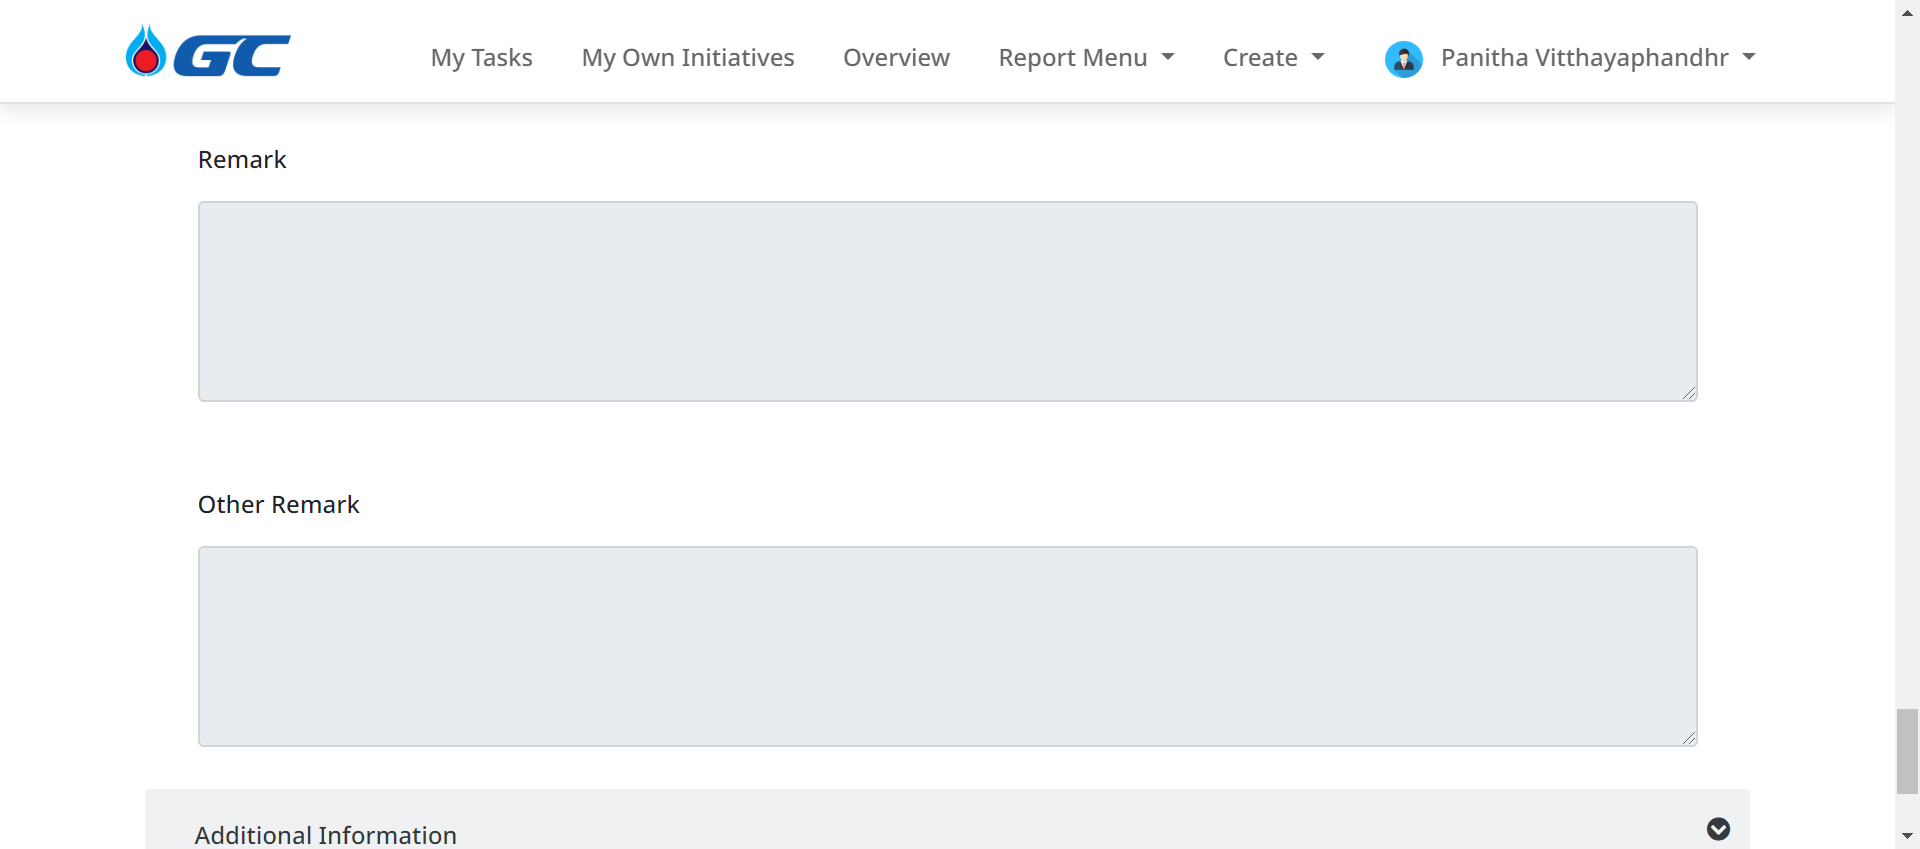 GC
My Tasks
My Own Initiatives
Overview
Report Menu
Create
Panitha Vitthayaphandhr
Remark
Other Remark
Additional Information